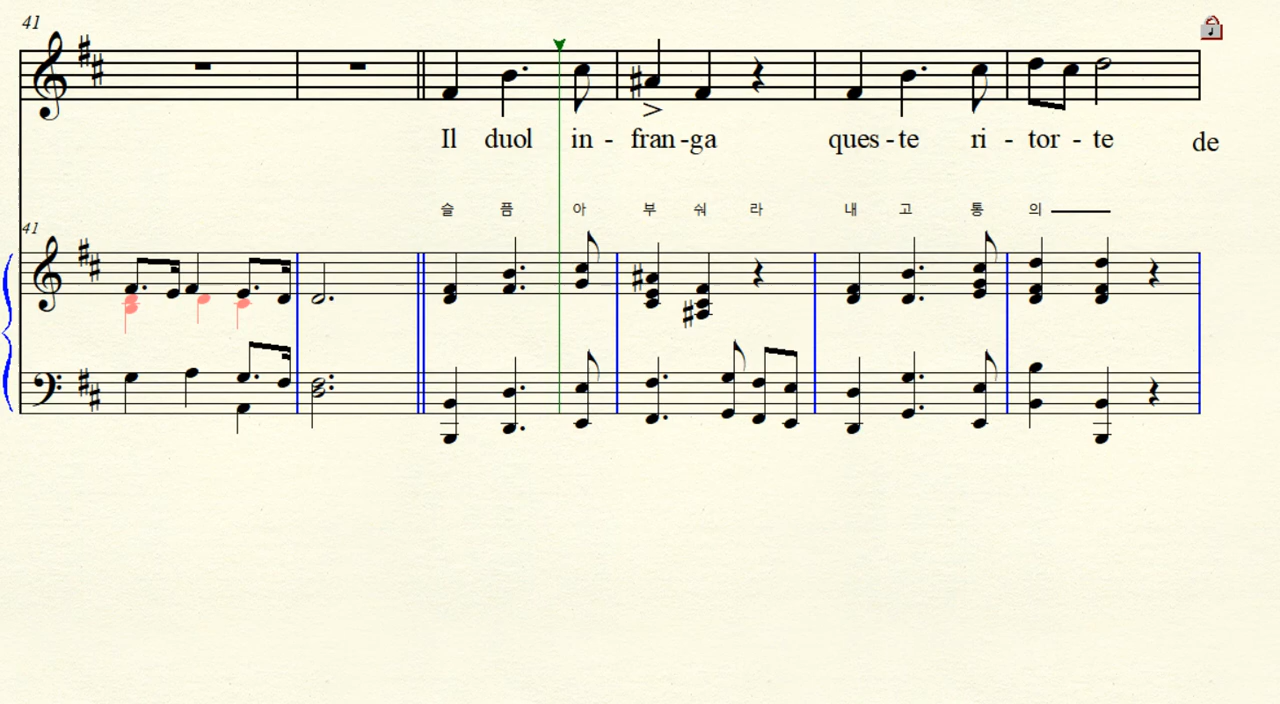 41
Il duol in - fran - ga ques - te ri - tor - te de
슬 픔 아 부 숴 라 내 고 통 의
41